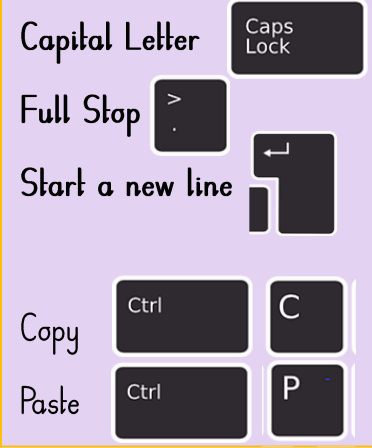 Capital Letter Caps
Lock
Full Stop >
.
Start a new line ↵
Copy Ctrl C
Paste Ctrl P